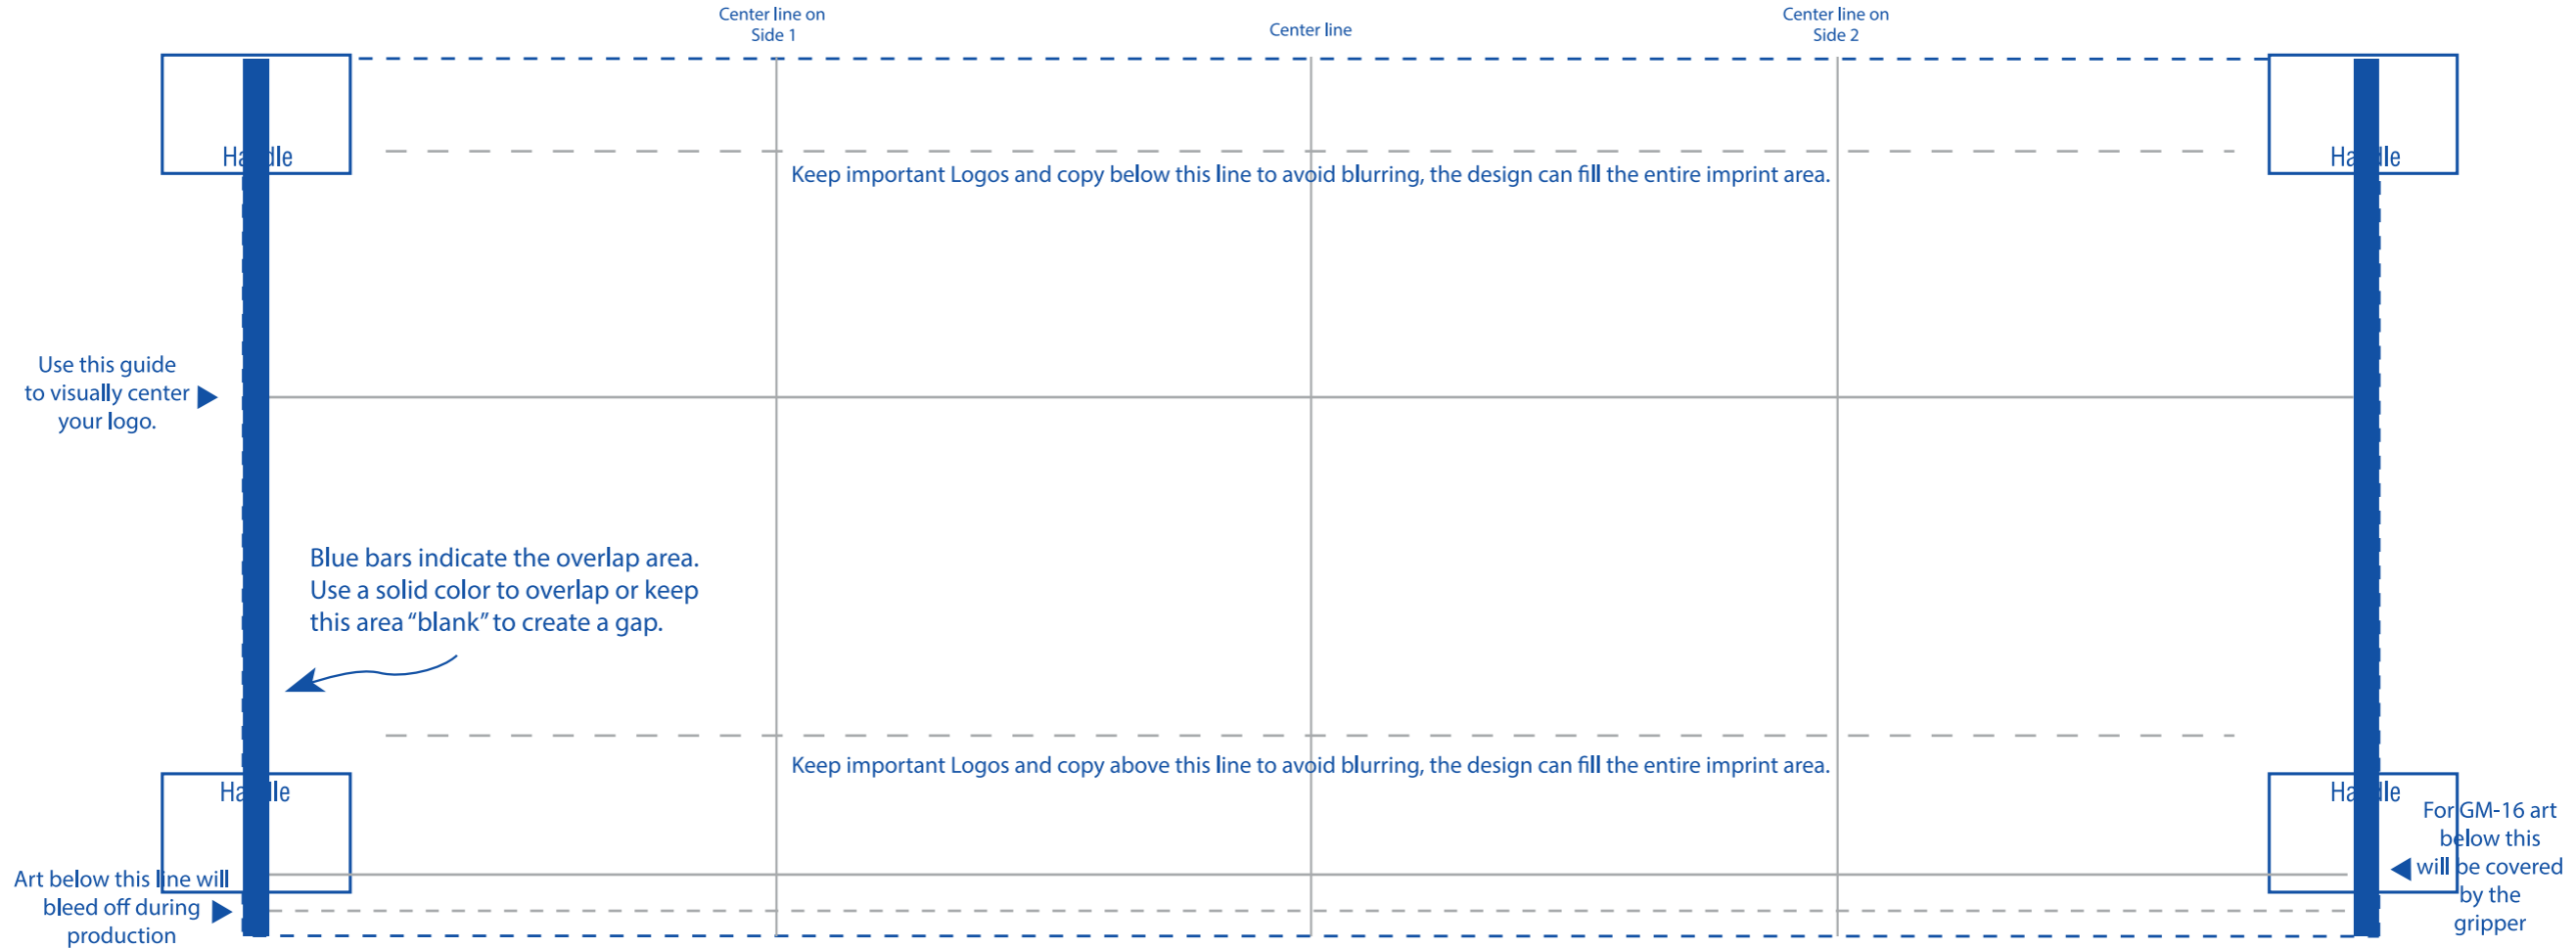 Center line on
Side 1
Center line
Center line on
Side 2
Handle
Handle
Keep important Logos and copy below this line to avoid blurring, the design can fill the entire imprint area.
Use this guide
to visually center
your logo.
Blue bars indicate the overlap area.
Use a solid color to overlap or keep
this area “blank” to create a gap.
Keep important Logos and copy above this line to avoid blurring, the design can fill the entire imprint area.
Handle
Handle
For GM-16 art
below this
will be covered
by the
gripper
Art below this line will
bleed off during
production